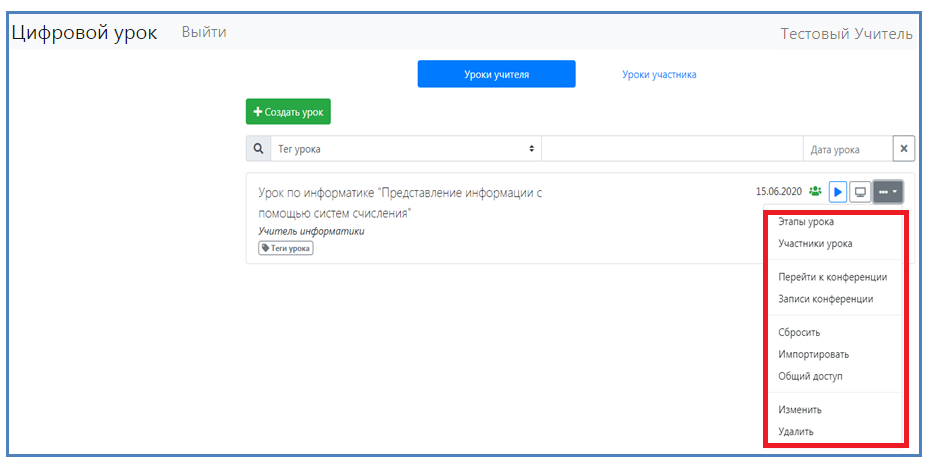 Цифровой урок Выйти Тестовый Учитель
Уроки учителя Уроки участника
Создать урок
Тег урока Дата урока
Урок по информатике "Представление информации с
помощью систем счисления"
15.06.2020
Учитель информатики
Теги урока
Этапы урока
Участники урока
Перейти к конференции
Записи конференции
Сбросить
Импортировать
Общий доступ
Изменить
Удалить